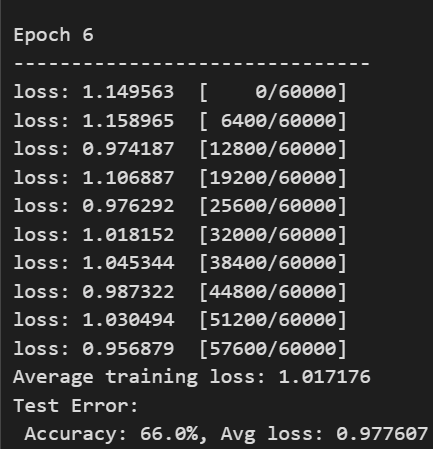 Epoch 6
-------------------------------
loss: 1.149563  [    0/60000]
loss: 1.158965  [ 6400/60000]
loss: 0.974187  [12800/60000]
loss: 1.106887  [19200/60000]
loss: 0.976292  [25600/60000]
loss: 1.018152  [32000/60000]
loss: 1.045344  [38400/60000]
loss: 0.987322  [44800/60000]
loss: 1.030494  [51200/60000]
loss: 0.956879  [57600/60000]
Average training loss: 1.017176
Test Error:
 Accuracy: 66.0%, Avg loss: 0.977607